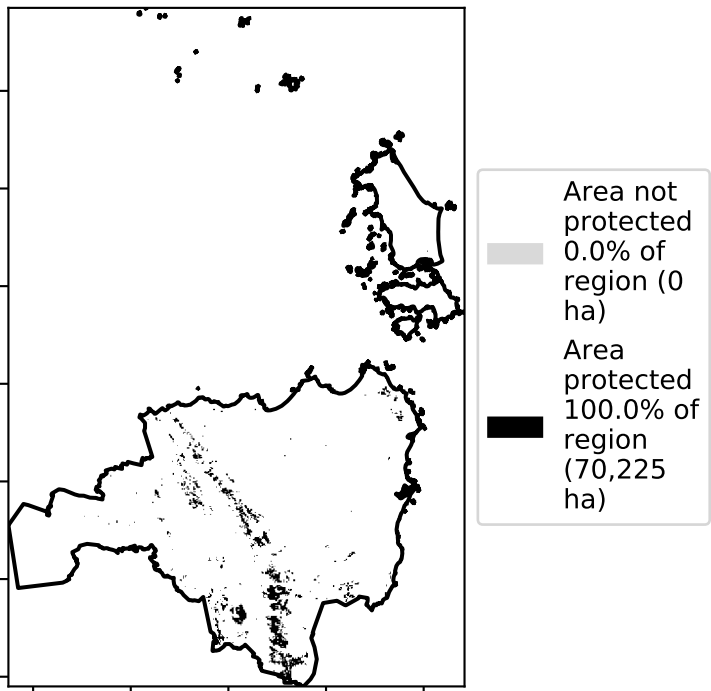 Area not
protected
0.0% of
region (0
ha)
Area
protected
100.0% of
region
(70,225
ha)